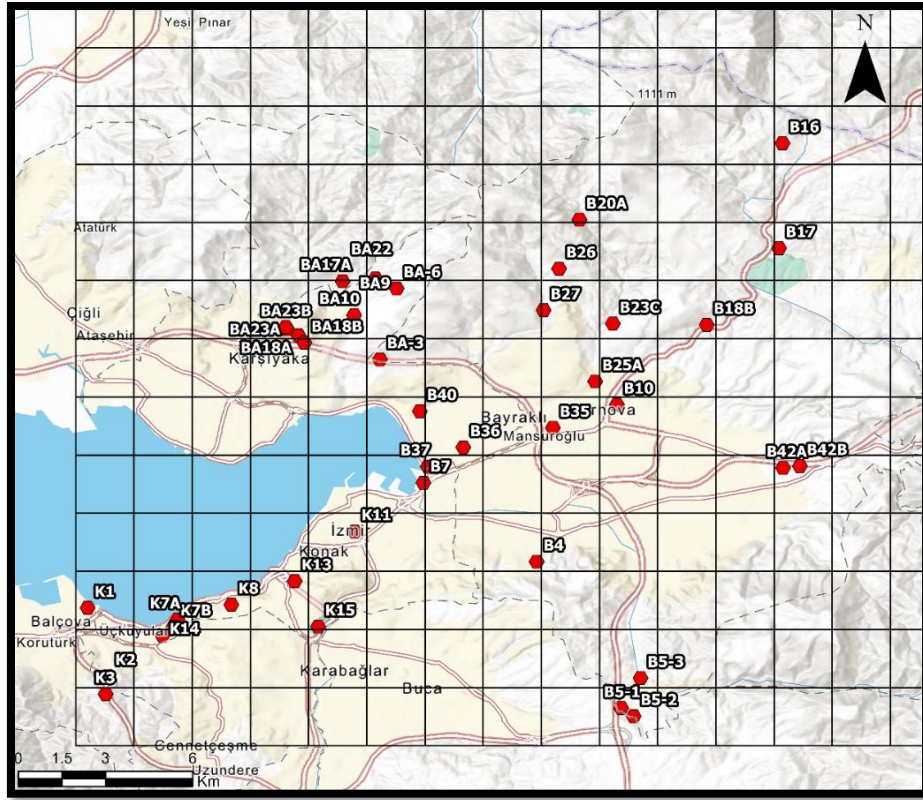 Yeşi Pınar
N
1111 m
B16
B20A
Atatürk
B17
BA22
B26
BA17A
BA-6
BA9
B27
BA10
Çiğli
BA23B
B23C
B18B
BA23A
BA18B
Ataşehir
BA18A
Karşıyaka
BA-3
B25A
B10
B40
Bayraklı
B35
rnova
Mansuroğlu
B36
B37
B42A
B42B
B7
K11
İzmir
Konak
B4
K13
K1
K8
K7A
K7B
Balçova
Üçkuyular
K14
K15
Korutürk
K2
K3
Karabağlar
B5-3
Buca
B5-1
B5-2
Cennetçeşme
0 1.5 3 6
Uzundere
Km